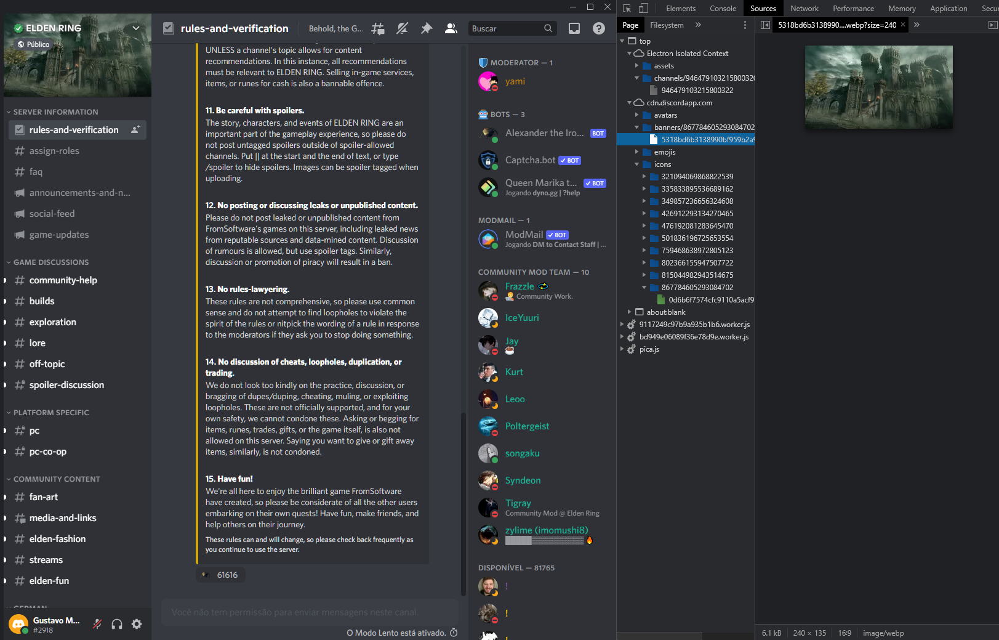 ELDEN RING
Público
SERVER INFORMATION
rules-and-verification
assign-roles
faq
announcements-and-n...
social-feed
game-updates
GAME DISCUSSIONS
community-help
builds
exploration
lore
off-topic
spoiler-discussion
PLATFORM SPECIFIC
pc
pc-co-op
COMMUNITY CONTENT
fan-art
media-and-links
elden-fashion
streams
elden-fun
GERMAN
Gustavo M...
#2918
rules-and-verification
Behold, the G...
Buscar
UNLESS a channel's topic allows for content
recommendations. In this instance, all recommendations
must be relevant to ELDEN RING. Selling in-game services,
items, or runes for cash is also a bannable offence.
11. Be careful with spoilers.
The story, characters, and events of ELDEN RING are an
important part of the gameplay experience, so please do
not post untagged spoilers outside of spoiler-allowed
channels. Put || at the start and the end of text, or type
/spoiler to hide spoilers. Images can be spoiler tagged when
uploading.
12. No posting or discussing leaks or unpublished content.
Please do not post leaked or unpublished content from
FromSoftware's games on this server, including leaked news
from reputable sources and data-mined content. Discussion
of rumours is allowed, but use spoiler tags. Similarly,
discussion or promotion of piracy will result in a ban.
13. No rules-lawyering.
These rules are not comprehensive, so please use common
sense and do not attempt to find loopholes to violate the
spirit of the rules or nitpick the wording of a rule in response
to the moderators if they ask you to stop doing something.
14. No discussion of cheats, loopholes, duplication, or
trading.
We do not look too kindly on the practice, discussion, or
bragging of dupes/duping, cheating, muling, or exploiting
loopholes. These are not officially supported, and for your
own safety, we cannot condone these. Asking or begging for
items, runes, trades, gifts, or the game itself, is also not
allowed on this server. Saying you want to give or gift away
items, similarly, is not condoned.
15. Have fun!
We're all here to enjoy the brilliant game FromSoftware
have created, so please be considerate of all the other users
embarking on their own quests! Have fun, make friends, and
help others on their journey.
These rules can and will change, so please check back frequently as
you continue to use the server.
61616
Você não tem permissão para enviar mensagens neste canal.
O Modo Lento está ativado.
MODERATOR — 1
yami
BOTS — 3
Alexander the Iro... BOT
Captcha.bot BOT
Queen Marika t... BOT
Jogando dyno.gg | ?help
MODMAIL — 1
ModMail BOT
Jogando DM to Contact Staff | ...
COMMUNITY MOD TEAM — 10
Frazzle
Community Work.
IceYuuri
Jay
Kurt
Leoo
Poltergeist
songaku
Syndeon
Tigray
Community Mod @ Elden Ring
zylime (imomushi8)
DISPONÍVEL — 81765
!
!
!
Elements Console Sources Network Performance Memory Application Secu
Page Filesystem
5318bd6b3138990....webp?size=240
top
Electron Isolated Context
assets
channels/94647910321580032
946479103215800322
cdn.discordapp.com
avatars
banners/867784605293084702
5318bd6b3138990bf959b2a9
emojis
icons
321094069868822539
335833895536689162
349857236656324608
426912293134270465
476192081283645470
501836196725653554
759468638972805123
802366155947507722
815044982943514675
867784605293084702
0d6b6f7574cfc9110a5acf9
about:blank
9117249c97b9a935b1b6.worker.js
bd949e06089f36e78d9e.worker.js
pica.js
6.1 kB 240 × 135 16:9 image/webp